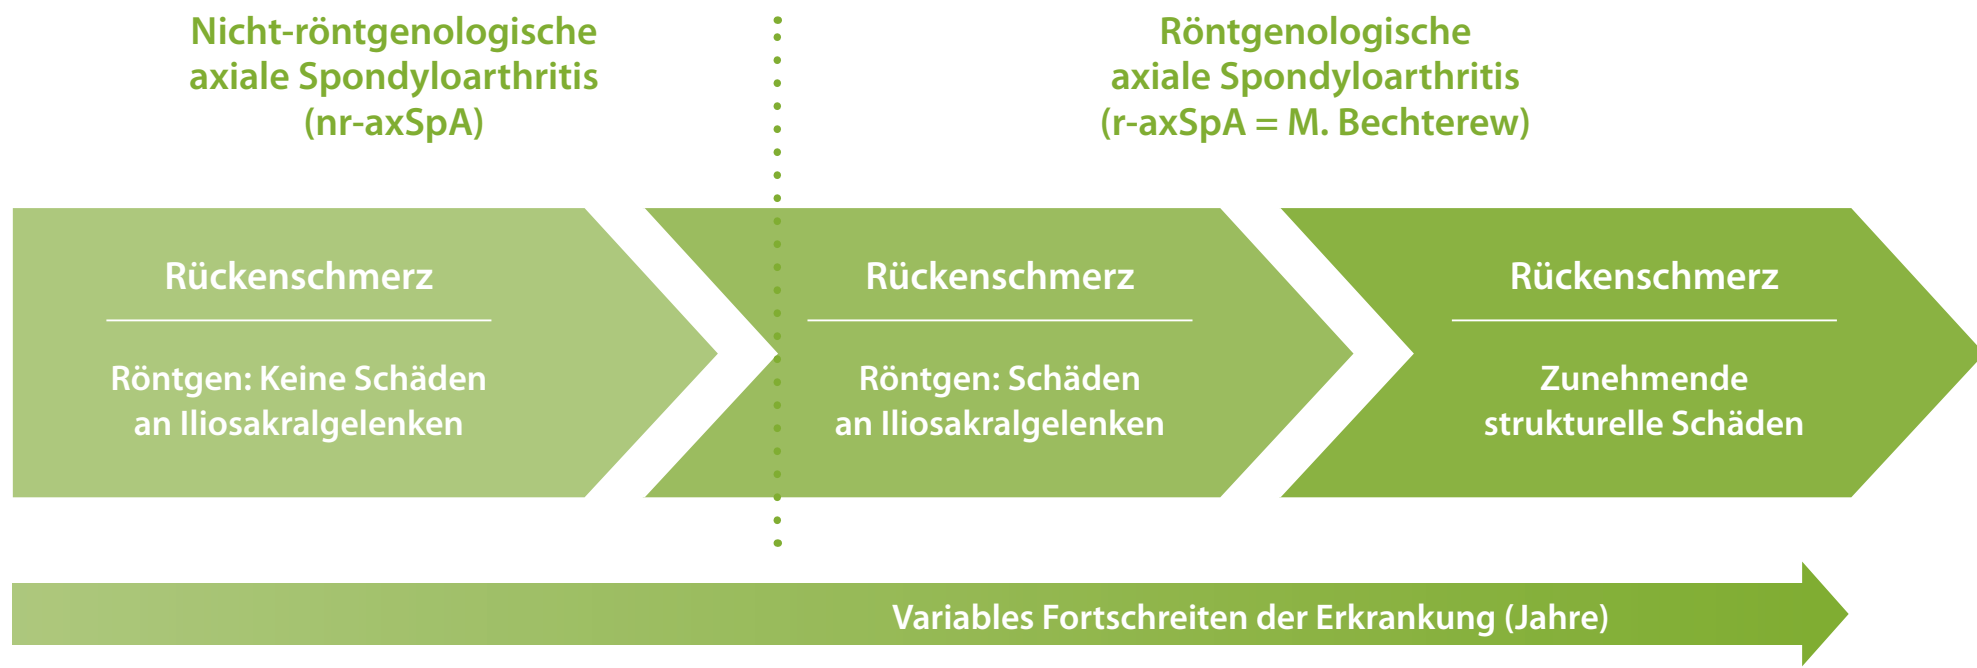 Nicht-röntgenologische
axiale Spondyloarthritis
(nr-axSpA)
Röntgenologische
axiale Spondyloarthritis
(r-axSpA = M. Bechterew)
Rückenschmerz
Röntgen: Keine Schäden
an Iliosakralgelenken
Rückenschmerz
Röntgen: Schäden
an Iliosakralgelenken
Rückenschmerz
Zunehmende
strukturelle Schäden
Variables Fortschreiten der Erkrankung (Jahre)